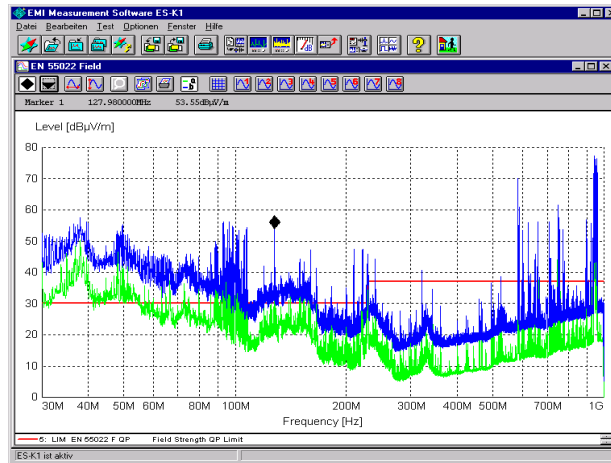 EMI Measurement Software ES-K1
Datei Bearbeiten Test Optionen Fenster Hilfe
EN 55022 Field
Marker 1 127.980000MHz 53.55dBµV/m
Level [dBµV/m]
80
70
60
50
40
30
20
10
0
30M 40M 50M 60M 80M 100M 200M 300M 400M 500M 700M 1G
Frequency [Hz]
5: LIM EN 55022 F QP Field Strength QP Limit
ES-K1 ist aktiv